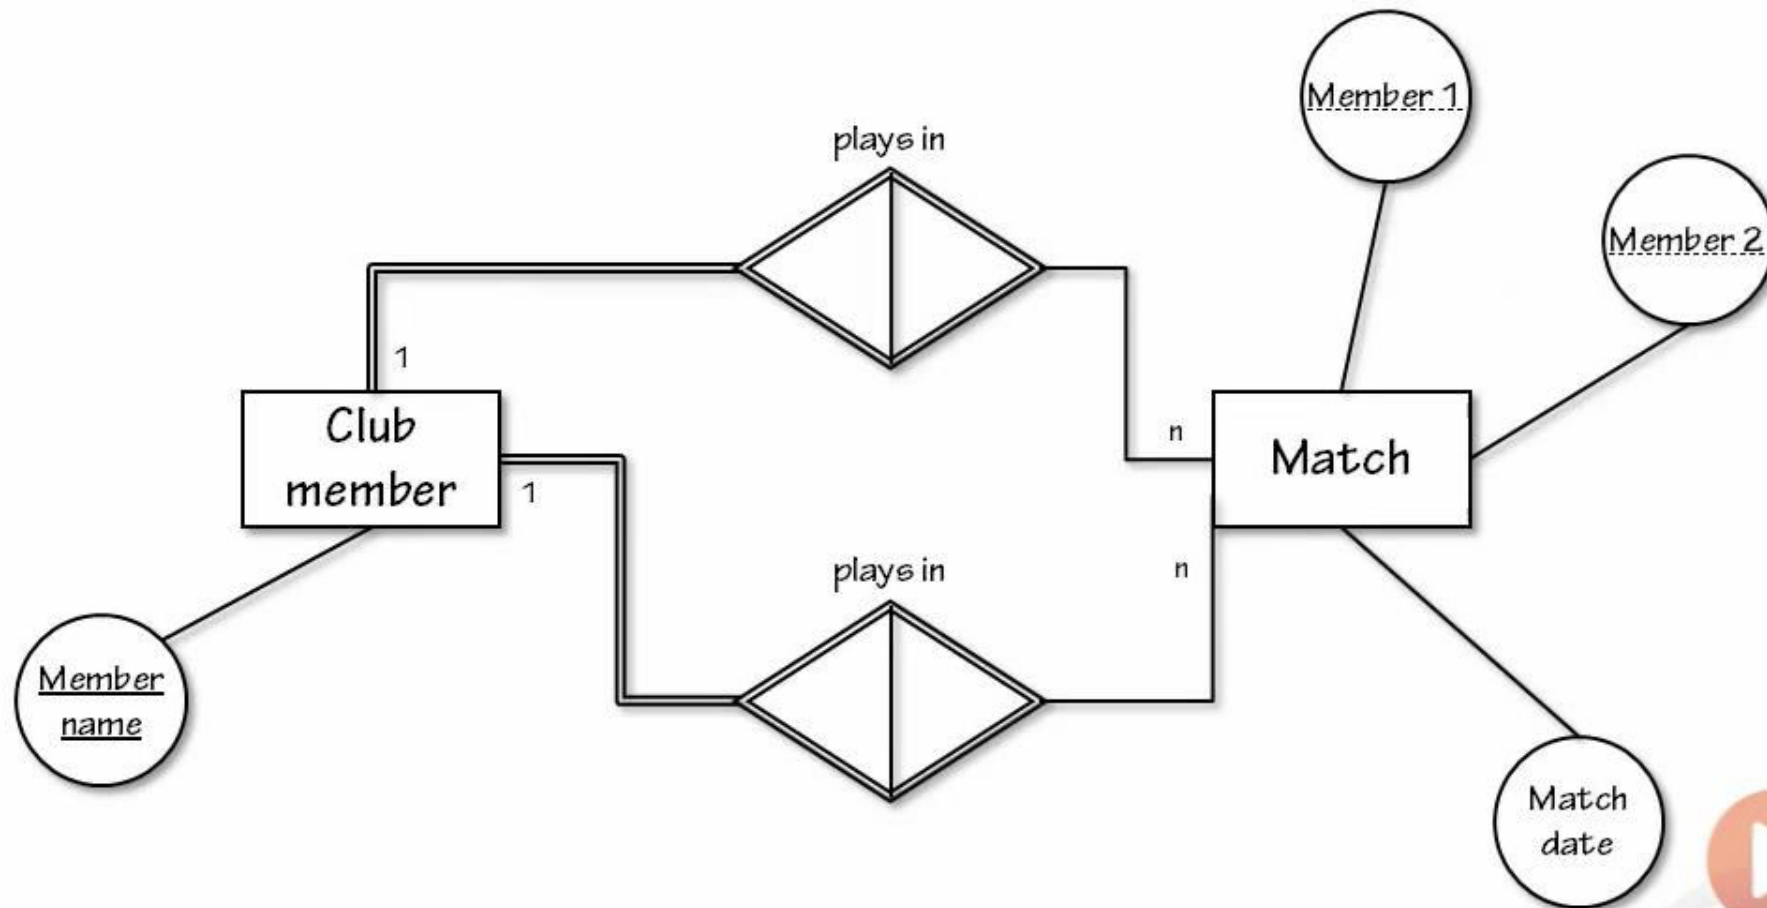 Member 1
plays in
Member 2
1
Club
member
n
Match
1
plays in
n
Member
name
Match
date